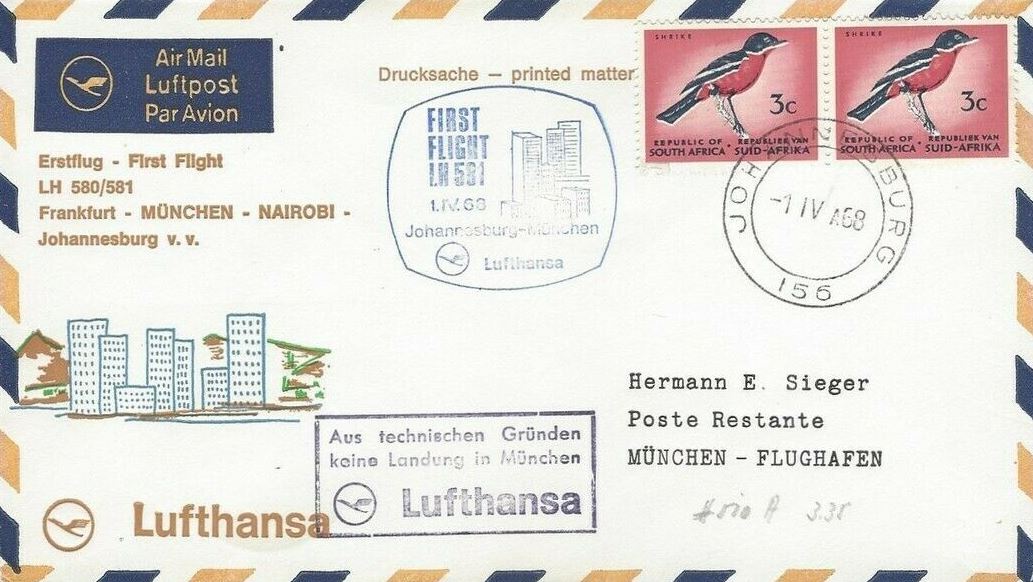 Air Mail
Luftpost
Par Avion
Drucksache – printed matter
SHRIKE
3c
REPUBLIC OF SOUTH AFRICA · REPUBLIEK VAN SUID-AFRIKA
SHRIKE
3c
REPUBLIC OF SOUTH AFRICA · REPUBLIEK VAN SUID-AFRIKA
Erstflug - First Flight
LH 580/581
Frankfurt - MÜNCHEN - NAIROBI -
Johannesburg v. v.
FIRST
FLIGHT
LH 581
1.IV.68
Johannesburg-München
Lufthansa
JOHANNESBURG
-1 IV A68
156
Hermann E. Sieger
Poste Restante
MÜNCHEN - FLUGHAFEN
Aus technischen Gründen
keine Landung in München
Lufthansa
Lufthansa